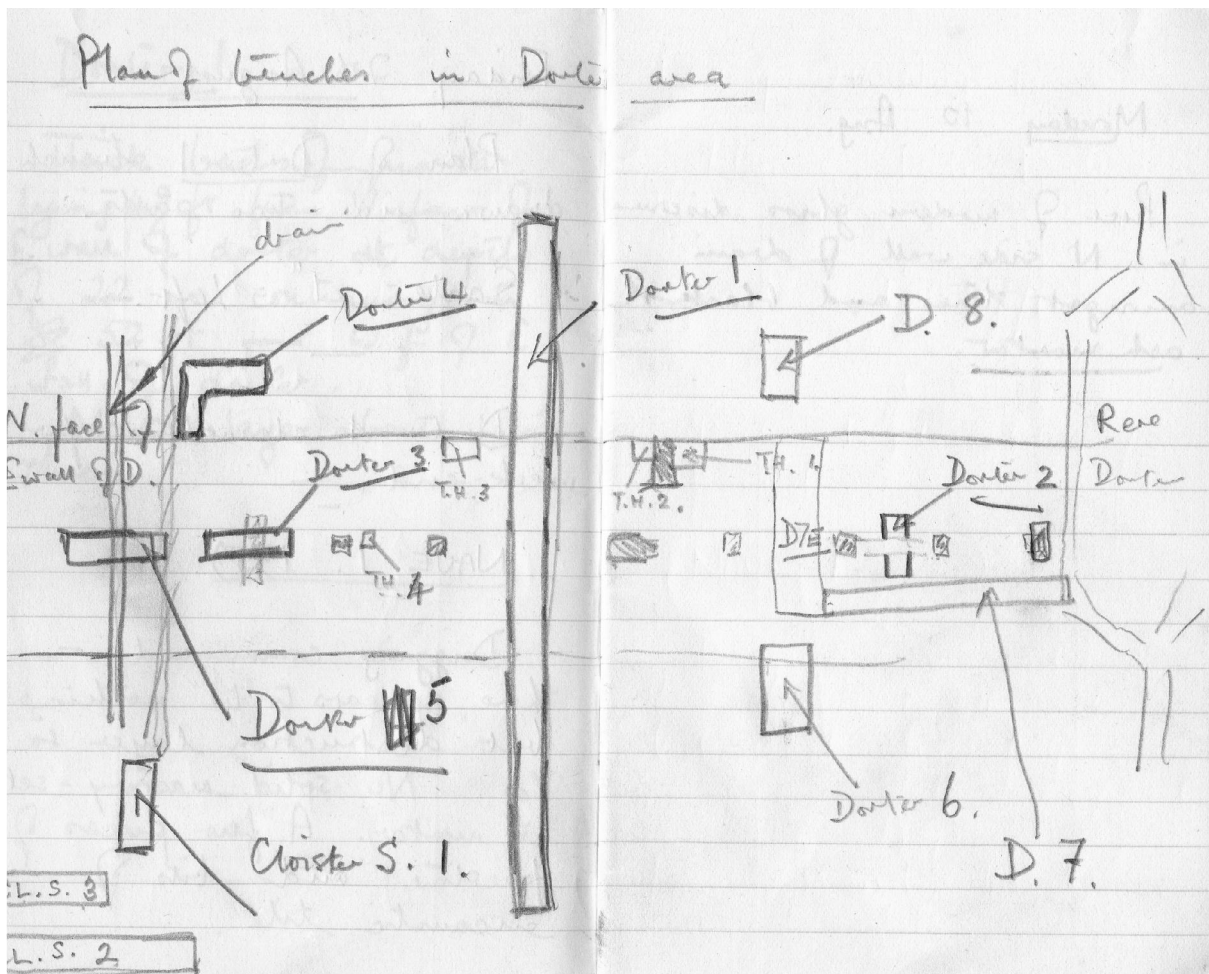 Plan of trenches in Dorter area
drain
Dorter 4
Dorter 1
D. 8.
N. face of
S wall of D.
Dorter 3
T.H.3
T.H.1.
T.H.2.
Rere
Dorter
Dorter 2
D7E
T.H.4
Dorter 5
Dorter 6.
Cloister S. 1.
D. 7.
CL. S. 3
L. S. 2